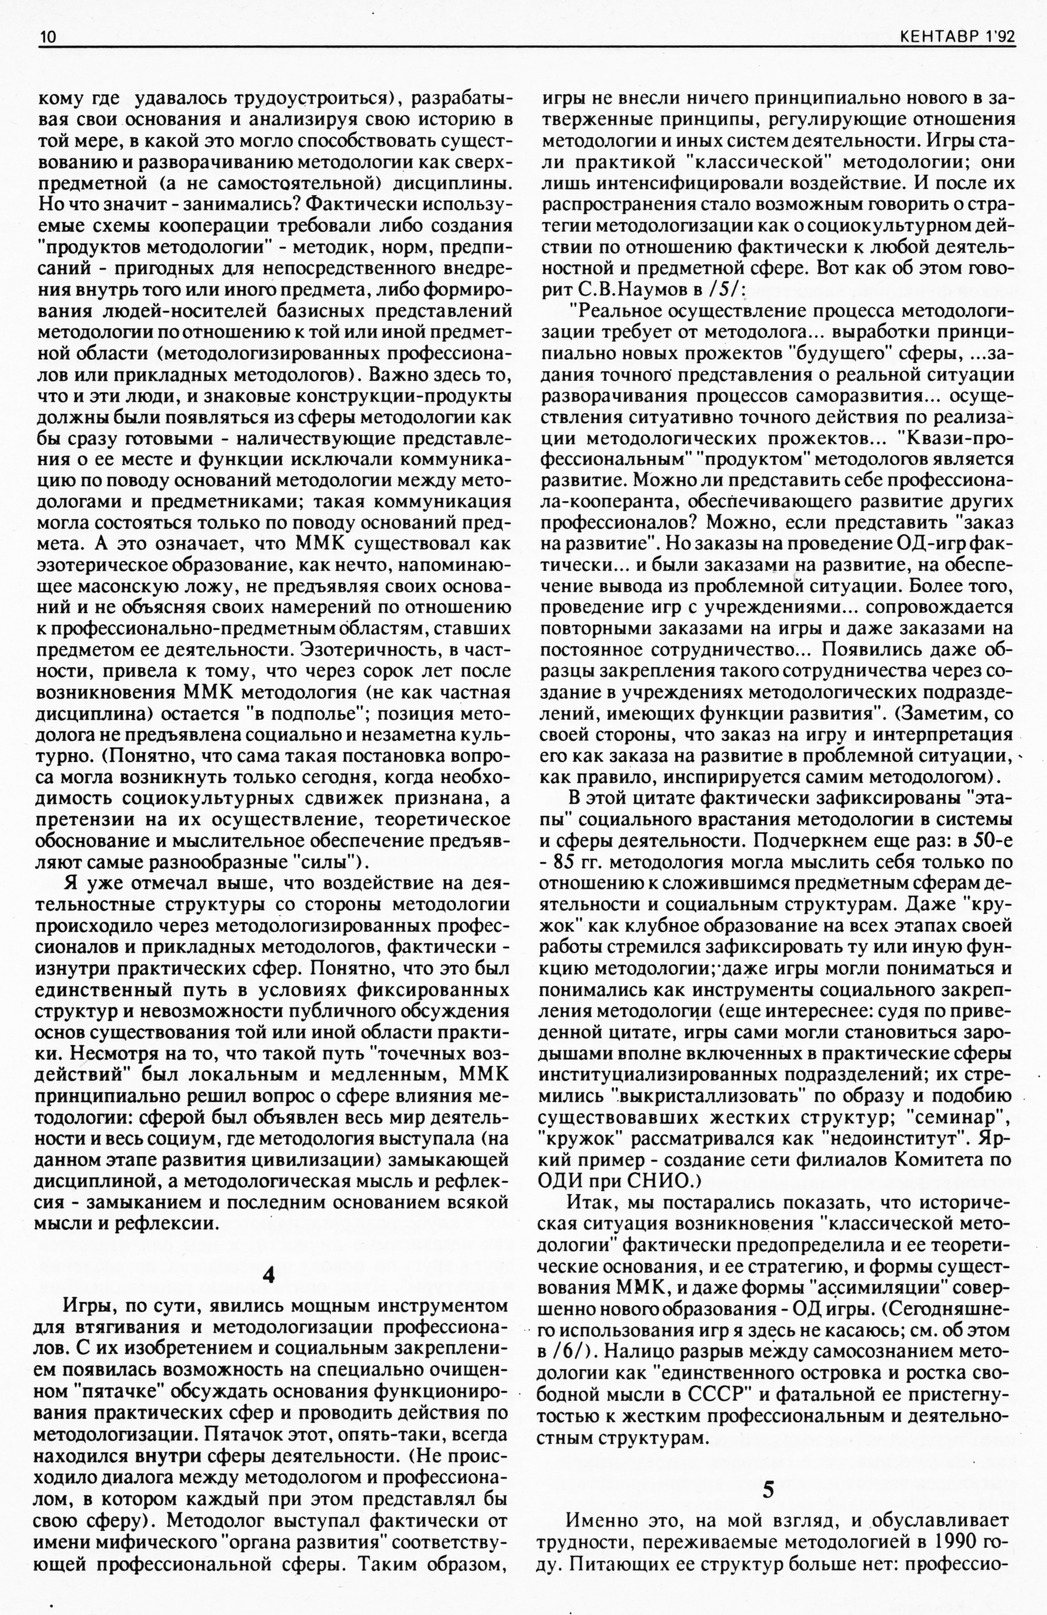 10
КЕНТАВР 1'92
кому где удавалось трудоустроиться), разрабаты-
вая свои основания и анализируя свою историю в
той мере, в какой это могло способствовать сущест-
вованию и разворачиванию методологии как сверх-
предметной (а не самостоятельной) дисциплины.
Но что значит - занимались? Фактически использу-
емые схемы кооперации требовали либо создания
"продуктов методологии" - методик, норм, предпи-
саний - пригодных для непосредственного внедре-
ния внутрь того или иного предмета, либо формиро-
вания людей-носителей базисных представлений
методологии по отношению к той или иной предмет-
ной области (методологизированных профессиона-
лов или прикладных методологов). Важно здесь то,
что и эти люди, и знаковые конструкции-продукты
должны были появляться из сферы методологии как
бы сразу готовыми - наличествующие представле-
ния о ее месте и функции исключали коммуника-
цию по поводу оснований методологии между мето-
дологами и предметниками; такая коммуникация
могла состояться только по поводу оснований пред-
мета. А это означает, что ММК существовал как
эзотерическое образование, как нечто, напоминаю-
щее масонскую ложу, не предъявляя своих основа-
ний и не объясняя своих намерений по отношению
к профессионально-предметным областям, ставших
предметом ее деятельности. Эзотеричность, в част-
ности, привела к тому, что через сорок лет после
возникновения ММК методология (не как частная
дисциплина) остается "в подполье"; позиция мето-
долога не предъявлена социально и незаметна куль-
турно. (Понятно, что сама такая постановка вопро-
са могла возникнуть только сегодня, когда необхо-
димость социокультурных сдвижек признана, а
претензии на их осуществление, теоретическое
обоснование и мыслительное обеспечение предъяв-
ляют самые разнообразные "силы").
Я уже отмечал выше, что воздействие на дея-
тельностные структуры со стороны методологии
происходило через методологизированных профес-
сионалов и прикладных методологов, фактически -
изнутри практических сфер. Понятно, что это был
единственный путь в условиях фиксированных
структур и невозможности публичного обсуждения
основ существования той или иной области практи-
ки. Несмотря на то, что такой путь "точечных воз-
действий" был локальным и медленным, ММК
принципиально решил вопрос о сфере влияния ме-
тодологии: сферой был объявлен весь мир деятель-
ности и весь социум, где методология выступала (на
данном этапе развития цивилизации) замыкающей
дисциплиной, а методологическая мысль и рефлек-
сия - замыканием и последним основанием всякой
мысли и рефлексии.
4
Игры, по сути, явились мощным инструментом
для втягивания и методологизации профессиона-
лов. С их изобретением и социальным закреплени-
ем появилась возможность на специально очищен-
ном "пятачке" обсуждать основания функциониро-
вания практических сфер и проводить действия по
методологизации. Пятачок этот, опять-таки, всегда
находился внутри сферы деятельности. (Не проис-
ходило диалога между методологом и профессиона-
лом, в котором каждый при этом представлял бы
свою сферу). Методолог выступал фактически от
имени мифического "органа развития" соответству-
ющей профессиональной сферы. Таким образом,
игры не внесли ничего принципиально нового в за-
тверженные принципы, регулирующие отношения
методологии и иных систем деятельности. Игры ста-
ли практикой "классической" методологии; они
лишь интенсифицировали воздействие. И после их
распространения стало возможным говорить о стра-
тегии методологизации как о социокультурном дей-
ствии по отношению фактически к любой деятель-
ностной и предметной сфере. Вот как об этом гово-
рит С.В.Наумов в /5/:
"Реальное осуществление процесса методологи-
зации требует от методолога... выработки принци-
пиально новых прожектов "будущего" сферы, ...за-
дания точного представления о реальной ситуации
разворачивания процессов саморазвития... осуще-
ствления ситуативно точного действия по реализа-
ции методологических прожектов... "Квази-про-
фессиональным" "продуктом" методологов является
развитие. Можно ли представить себе профессиона-
ла-кооперанта, обеспечивающего развитие других
профессионалов? Можно, если представить "заказ
на развитие". Но заказы на проведение ОД-игр фак-
тически... и были заказами на развитие, на обеспе-
чение вывода из проблемной ситуации. Более того,
проведение игр с учреждениями... сопровождается
повторными заказами на игры и даже заказами на
постоянное сотрудничество... Появились даже об-
разцы закрепления такого сотрудничества через со-
здание в учреждениях методологических подразде-
лений, имеющих функции развития". (Заметим, со
своей стороны, что заказ на игру и интерпретация
его как заказа на развитие в проблемной ситуации,
как правило, инспирируется самим методологом).
В этой цитате фактически зафиксированы "эта-
пы" социального врастания методологии в системы
и сферы деятельности. Подчеркнем еще раз: в 50-е
- 85 гг. методология могла мыслить себя только по
отношению к сложившимся предметным сферам де-
ятельности и социальным структурам. Даже "кру-
жок" как клубное образование на всех этапах своей
работы стремился зафиксировать ту или иную фун-
кцию методологии; даже игры могли пониматься и
понимались как инструменты социального закреп-
ления методологии (еще интереснее: судя по приве-
денной цитате, игры сами могли становиться заро-
дышами вполне включенных в практические сферы
институциализированных подразделений; их стре-
мились "выкристаллизовать" по образу и подобию
существовавших жестких структур; "семинар",
"кружок" рассматривался как "недоинститут". Яр-
кий пример - создание сети филиалов Комитета по
ОДИ при СНИО.)
Итак, мы постарались показать, что историче-
ская ситуация возникновения "классической мето-
дологии" фактически предопределила и ее теорети-
ческие основания, и ее стратегию, и формы сущест-
вования ММК, и даже формы "ассимиляции" совер-
шенно нового образования - ОД игры. (Сегодняшне-
го использования игр я здесь не касаюсь; см. об этом
в /6/). Налицо разрыв между самосознанием мето-
дологии как "единственного островка и ростка сво-
бодной мысли в СССР" и фатальной ее пристегну-
тостью к жестким профессиональным и деятельно-
стным структурам.
5
Именно это, на мой взгляд, и обуславливает
трудности, переживаемые методологией в 1990 го-
ду. Питающих ее структур больше нет: профессио-